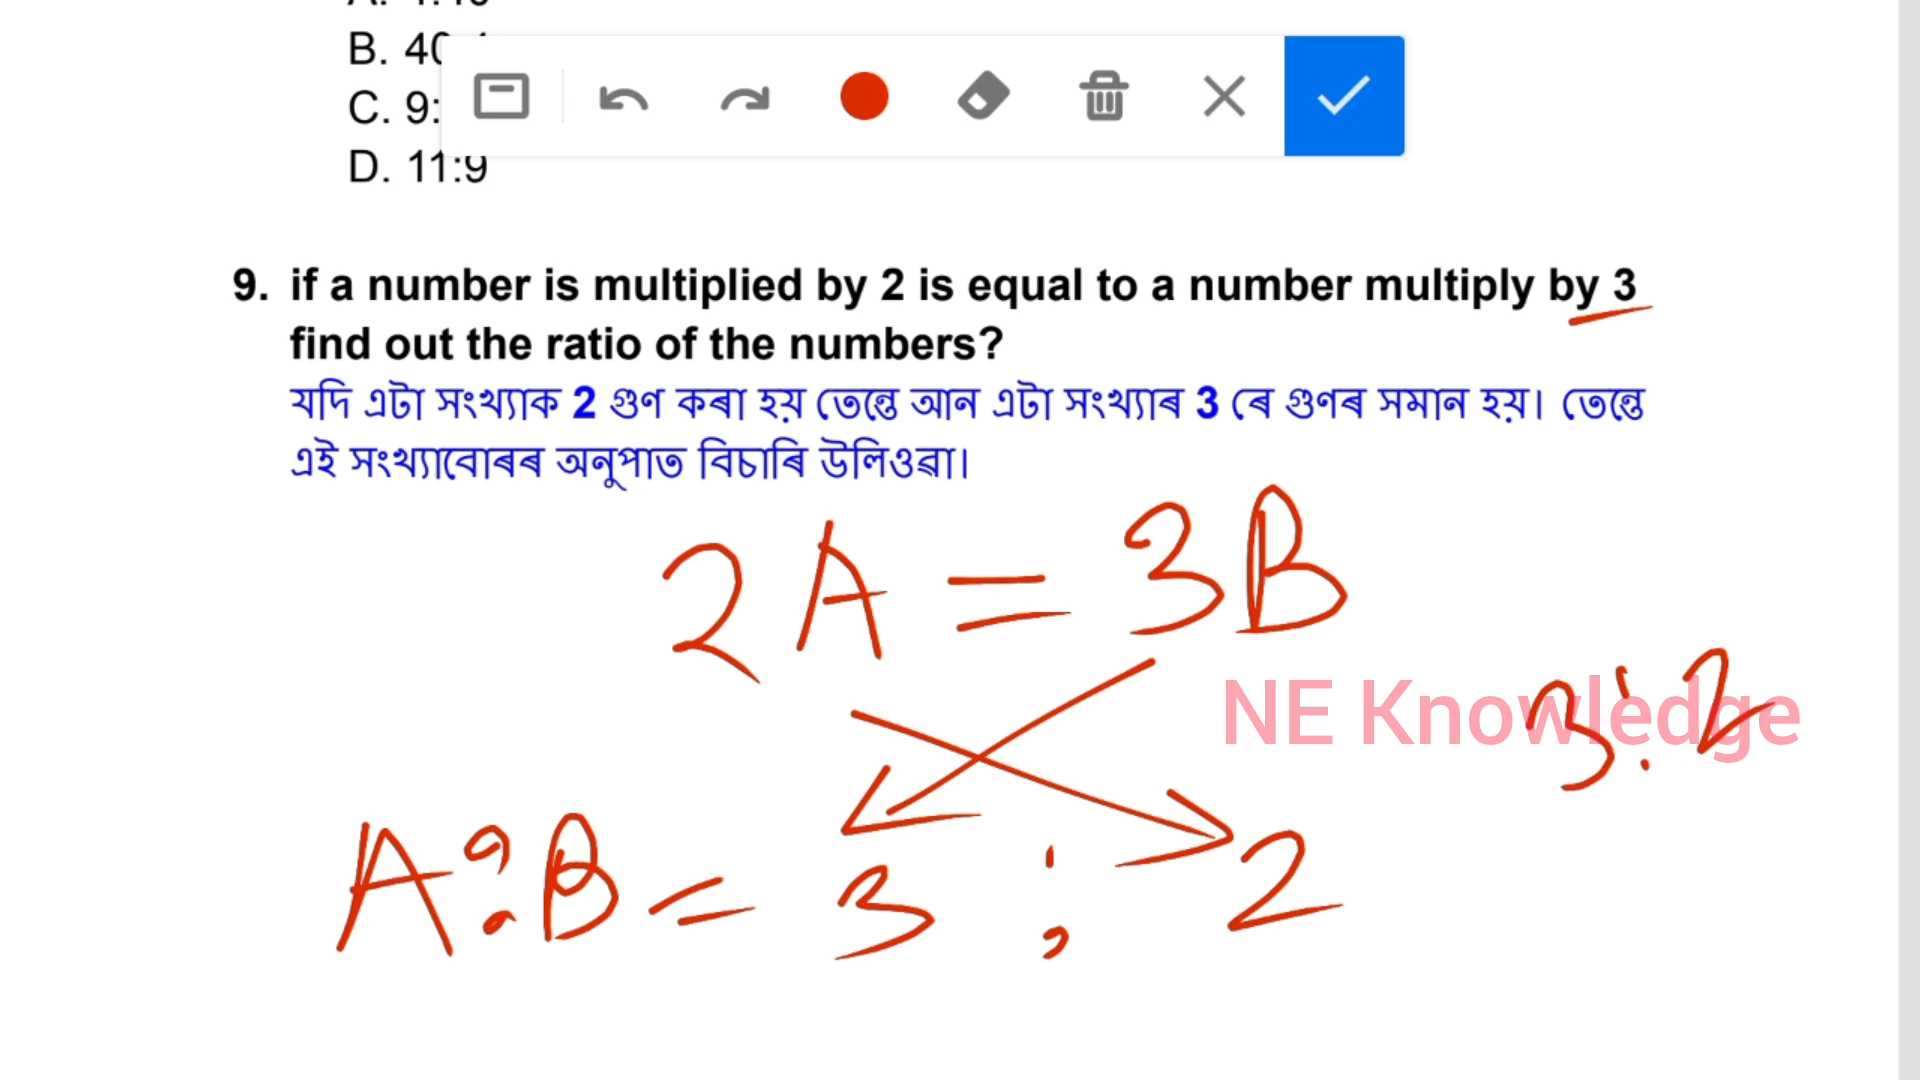 B. 40
C. 9:
D. 11:9
9. if a number is multiplied by 2 is equal to a number multiply by 3
find out the ratio of the numbers?
যদি এটা সংখ্যাক 2 গুণ কৰা হয় তেন্তে আন এটা সংখ্যাৰ 3 ৰে গুণৰ সমান হয়। তেন্তে
এই সংখ্যাবোৰৰ অনুপাত বিচাৰি উলিওৱা।
2A = 3B
NE Knowledge
3:2
A:B = 3 : 2